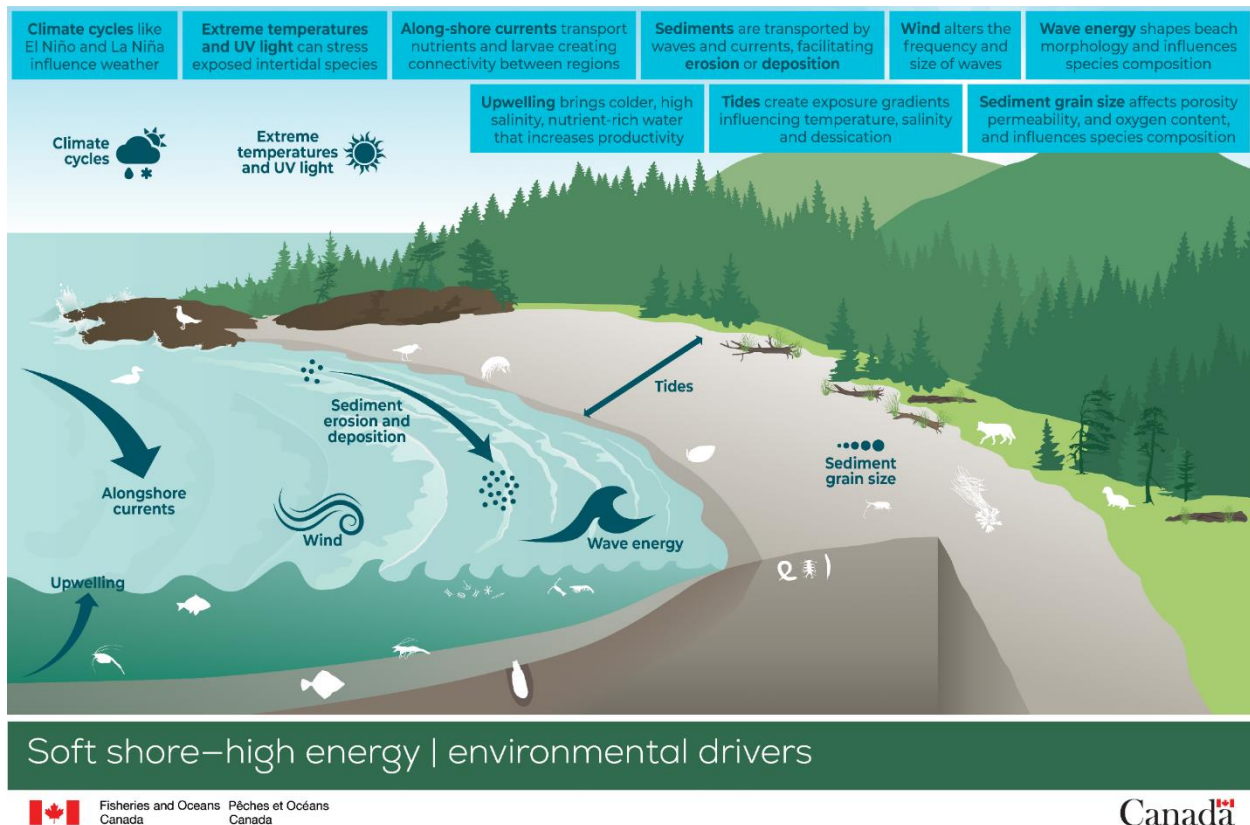 Climate cycles like
El Niño and La Niña
influence weather
Extreme temperatures
and UV light can stress
exposed intertidal species
Along-shore currents transport
nutrients and larvae creating
connectivity between regions
Sediments are transported by
waves and currents, facilitating
erosion or deposition
Wind alters the
frequency and
size of waves
Wave energy shapes beach
morphology and influences
species composition
Upwelling brings colder, high
salinity, nutrient-rich water
that increases productivity
Tides create exposure gradients
influencing temperature, salinity
and dessication
Sediment grain size affects porosity
permeability, and oxygen content,
and influences species composition
Climate
cycles
Extreme
temperatures
and UV light
Tides
Sediment
erosion and
deposition
Sediment
grain size
Alongshore
currents
Wind
Wave energy
Upwelling
Soft shore–high energy | environmental drivers
Fisheries and Oceans
Canada
Pêches et Océans
Canada
Canada